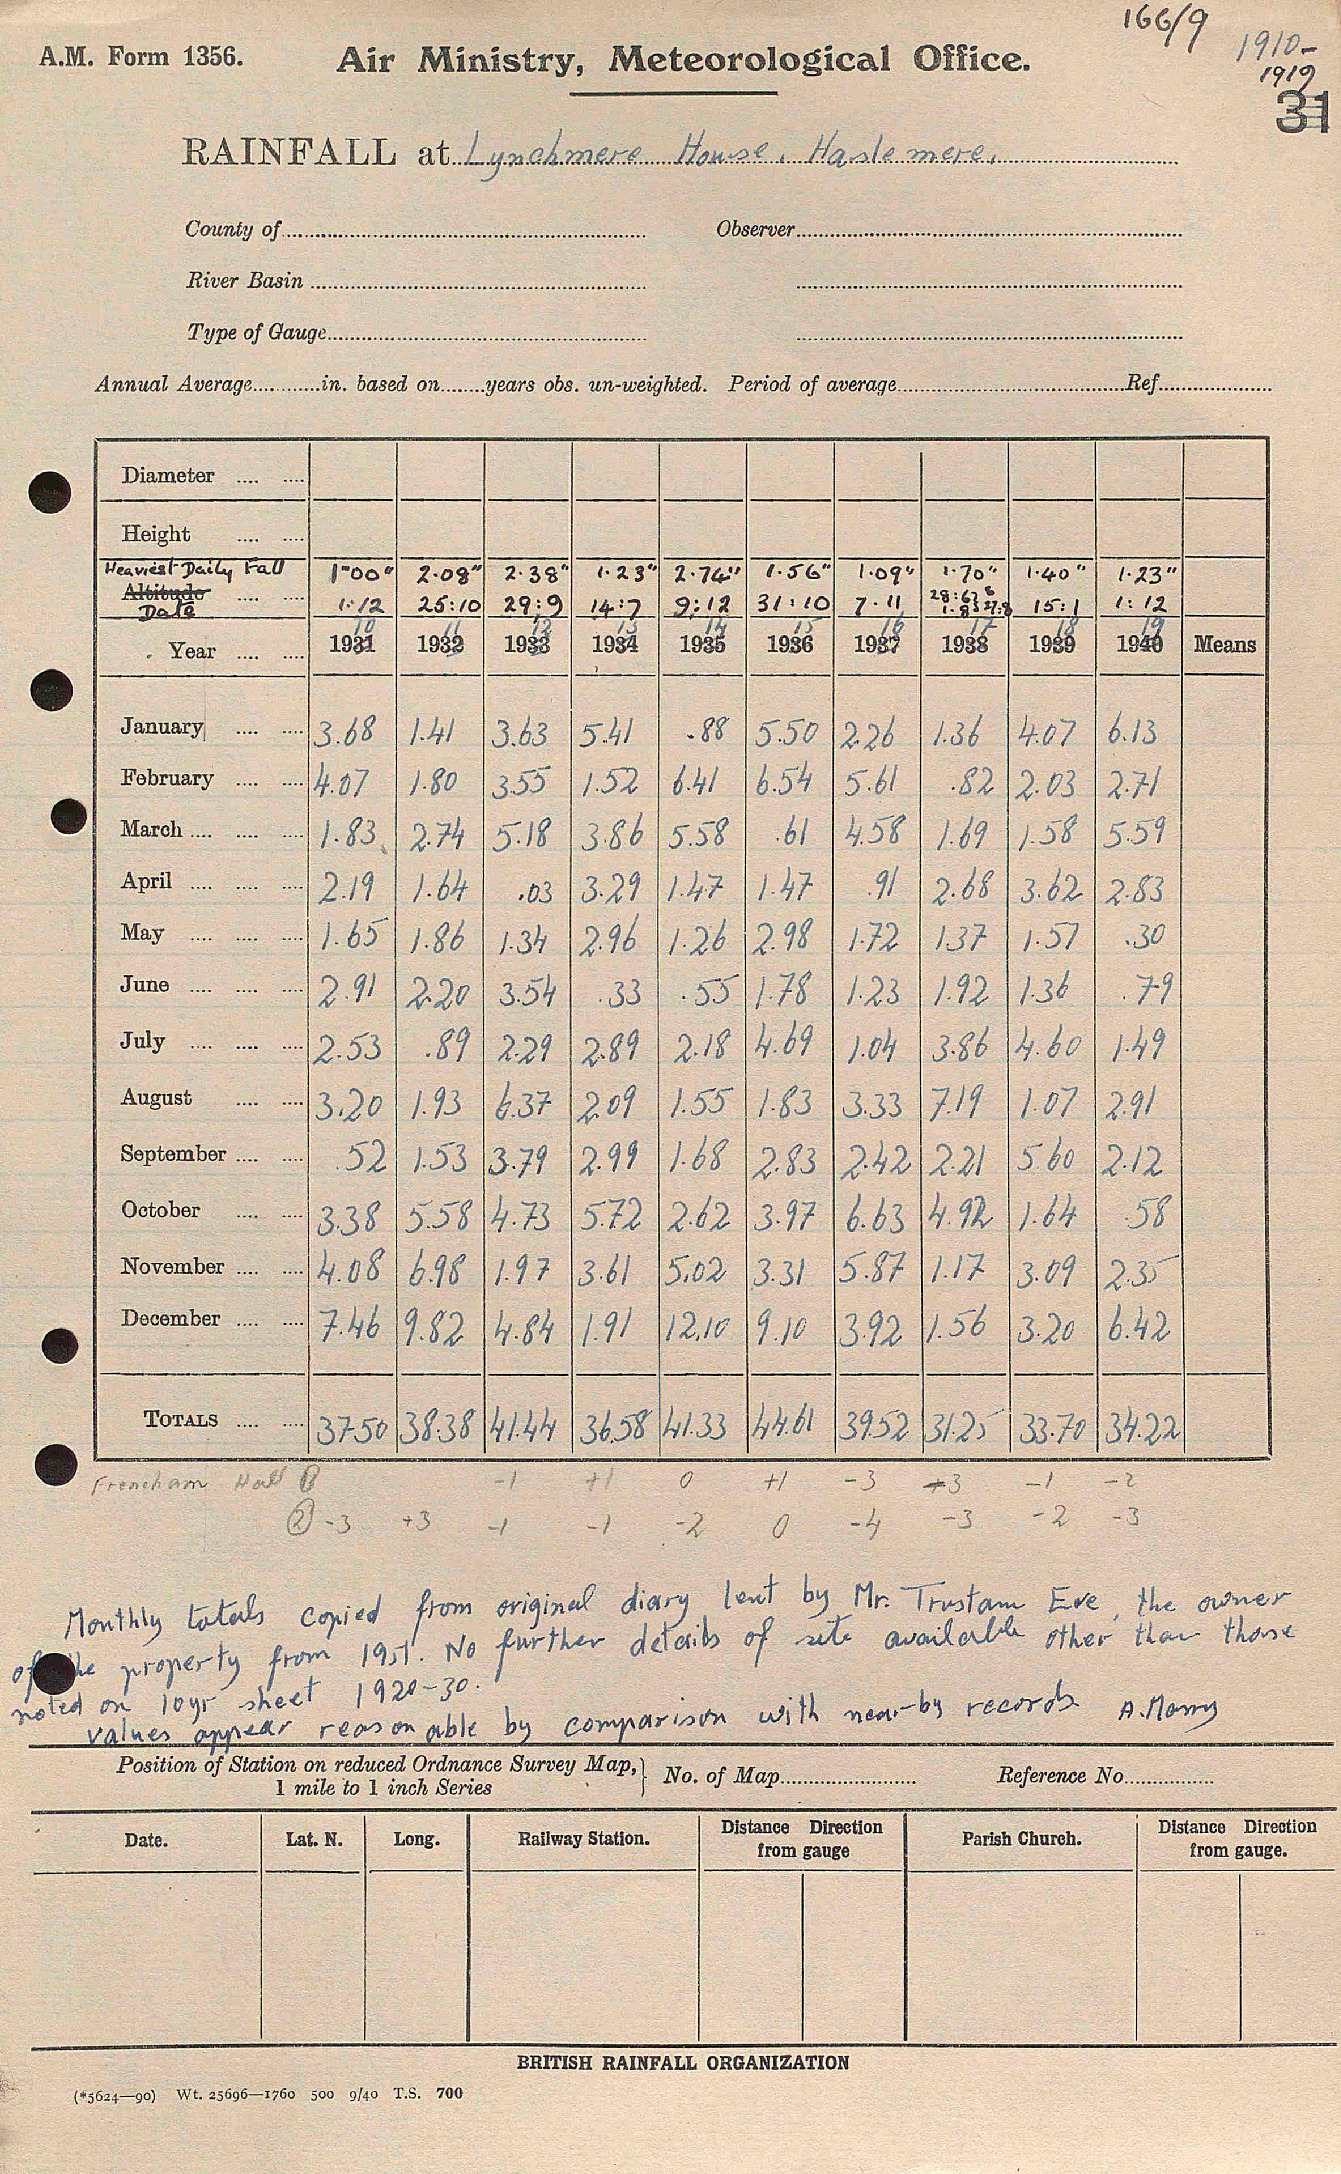 166/9
1910-
1919
31
A.M. Form 1356.
Air Ministry, Meteorological Office.
RAINFALL at Lynchmere House. Haslemere.
County of
Observer
River Basin
Type of Gauge
Annual Average in. based on years obs. un-weighted. Period of average Ref
Diameter
Height
Heaviest Daily Fall 1.00" 2.08" 2.38" 1.23" 2.74" 1.56" 1.09" 1.70" 1.40" 1.23"
Altitude
Date 1:12 25:10 29:9 14:7 9:12 31:10 7.11 15:1 1:12
10 11 12 13 14 15 16 17 18 19
Year 1931 1932 1933 1934 1935 1936 1937 1938 1939 1940 Means
January 3.68 1.41 3.63 5.41 .88 5.50 2.26 1.36 4.07 6.13
February 4.07 1.80 3.55 1.52 6.41 6.54 5.61 .82 2.03 2.71
March 1.83 2.74 5.18 3.86 5.58 .61 4.58 1.69 1.58 5.59
April 2.19 1.64 .03 3.29 1.47 1.47 .91 2.68 3.62 2.83
May 1.65 1.86 1.34 2.96 1.26 2.98 1.72 1.37 1.57 .30
June 2.91 2.20 3.54 .33 .55 1.78 1.23 1.92 1.36 .79
July 2.53 .89 2.29 2.89 2.18 4.69 1.04 3.86 4.60 1.49
August 3.20 1.93 6.37 2.09 1.55 1.83 3.33 7.19 1.07 2.91
September .52 1.53 3.79 2.99 1.68 2.83 2.42 2.21 5.60 2.12
October 3.38 5.58 4.73 5.72 2.62 3.97 6.63 4.92 1.64 .58
November 4.08 6.98 1.97 3.61 5.02 3.31 5.87 1.17 3.09 2.35
December 7.46 9.82 4.84 1.91 12.10 9.10 3.92 1.56 3.20 6.42
TOTALS 37.50 38.38 41.44 36.58 41.33 44.61 39.52 31.25 33.70 34.22
Frencham Hall ① -1 +1 0 +1 -3 +3 -1 -2
② -3 +3 -1 -1 -2 0 -4 -3 -2 -3
Monthly totals copied from original diary lent by Mr. Trustam Eve, the owner
of the property from 1951. No further details of site available other than those
noted on 10yr sheet 1920-30.
Values appear reasonable by comparison with near-by records A. Morry
Position of Station on reduced Ordnance Survey Map,
1 mile to 1 inch Series
No. of Map
Reference No.
Date.
Lat. N.
Long.
Railway Station.
Distance Direction
from gauge
Parish Church.
Distance Direction
from gauge.
BRITISH RAINFALL ORGANIZATION
(*5624—90) Wt. 25696—1760 500 9/40 T.S. 700